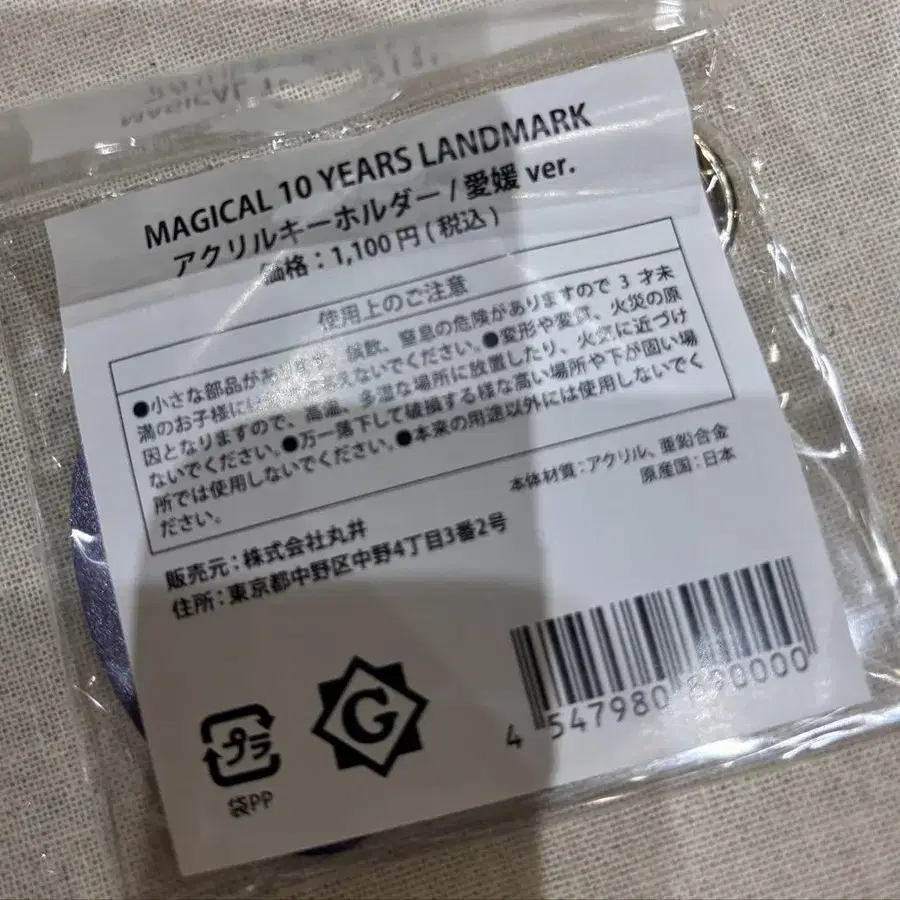 MAGICAL 10 YEARS LANDMARK
アクリルキーホルダー / 愛媛 ver.
価格：1,100円(税込)
使用上のご注意
●小さな部品があります。誤飲、窒息の危険がありますので 3 才未
満のお子様には絶対に与えないでください。●変形や変質、火災の原
因となりますので、高温、多湿な場所に放置したり、火気に近づけ
ないでください。●万一落下して破損する様な高い場所や下が固い場
所では使用しないでください。●本来の用途以外には使用しないでく
ださい。
本体材質：アクリル、亜鉛合金
原産国：日本
販売元：株式会社丸井
住所：東京都中野区中野4丁目3番2号
プラ
袋PP
G
4 547980 890000